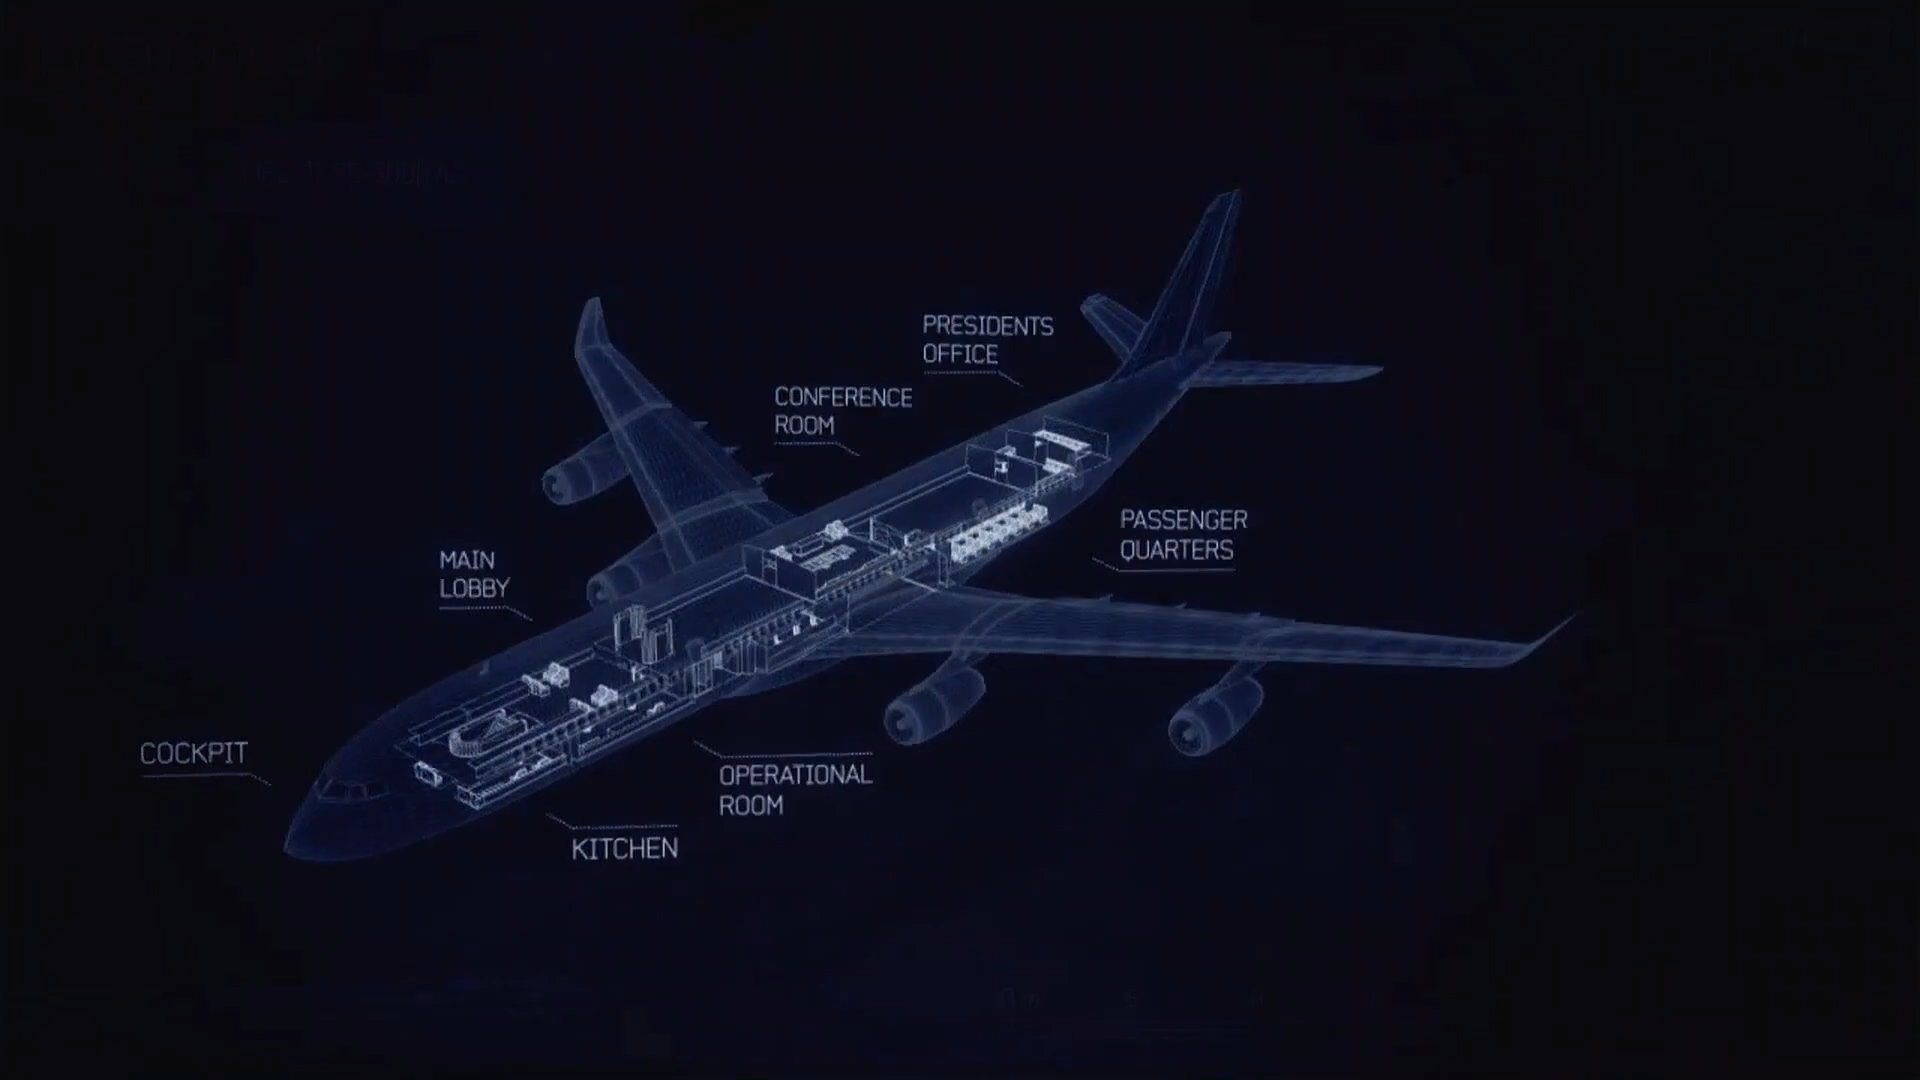 PRESIDENTS
OFFICE
CONFERENCE
ROOM
PASSENGER
QUARTERS
MAIN
LOBBY
COCKPIT
OPERATIONAL
ROOM
KITCHEN